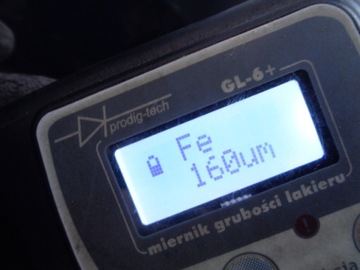 GL-6+
prodig-tech
Fe
160um
miernik grubości lakieru